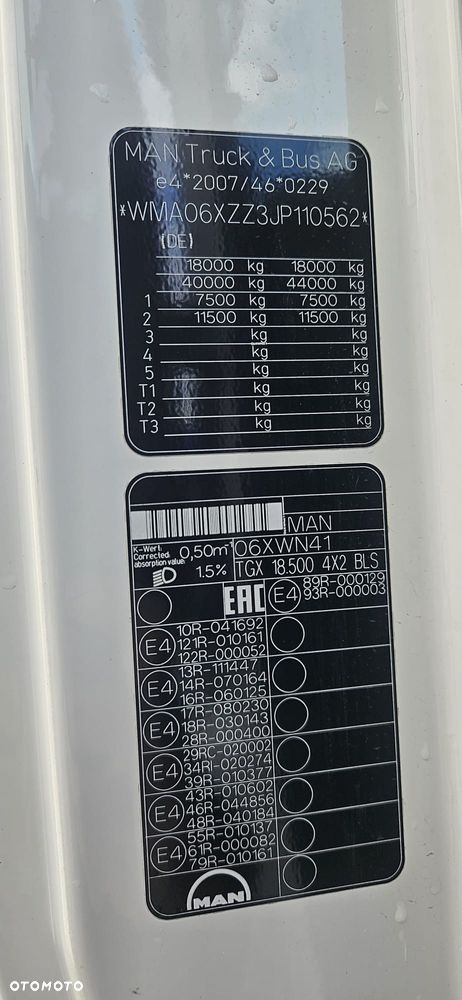 MAN Truck & Bus AG
e4*2007/46*0229
*WMA06XZZ3JP110562*
(DE)
18000 kg 18000 kg
40000 kg 44000 kg
1 7500 kg 7500 kg
2 11500 kg 11500 kg
3 kg kg
4 kg kg
5 kg kg
T1 kg kg
T2 kg kg
T3 kg kg
MAN
K-Wert:
Corrected
absorption value:
0,50m⁻¹
06XWN41
1.5%
TGX 18.500 4X2 BLS
EAC
E4
89R-000129
93R-000003
E4
10R-041692
121R-010161
122R-000052
E4
13R-111447
14R-070164
16R-060125
E4
17R-080230
18R-030143
28R-000400
E4
29RC-020002
34RI-020274
39R-010377
E4
43R-010602
46R-044856
48R-040184
E4
55R-010137
61R-000082
79R-010161
MAN
OTOMOTO